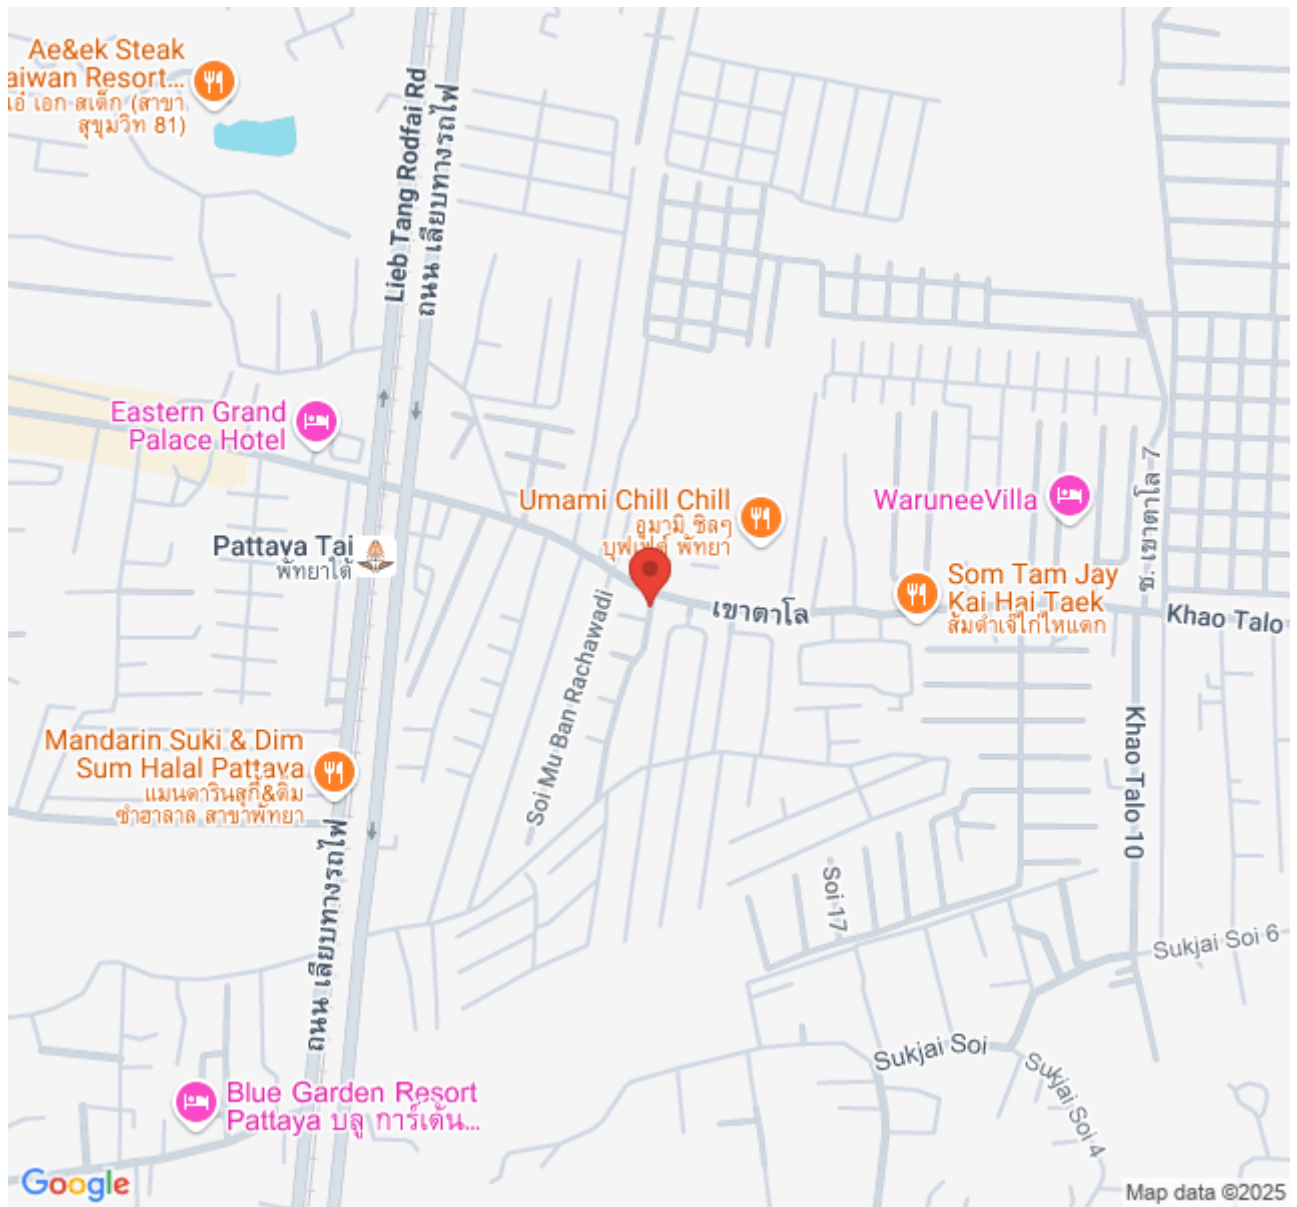 Ae&ek Steak
aiwan Resort...
เอ๋ เอก สเต็ก (สาขา
สุขุมวิท 81)
Lieb Tang Rodfai Rd
ถนน เลียบทางรถไฟ
Eastern Grand
Palace Hotel
Umami Chill Chill
อูมามิ ชิลๆ
บุฟเฟต์ พัทยา
WaruneeVilla
ซ. เขาตาโล 7
Pattaya Tai
พัทยาใต้
Som Tam Jay
Kai Hai Taek
ส้มตำเจ๊ไก่ไหแตก
เขาตาโล
Khao Talo
Soi Mu Ban Rachawadi
Mandarin Suki & Dim
Sum Halal Pattaya
แมนดารินสุกี้&ติ่ม
ซำฮาลาล สาขาพัทยา
Khao Talo 10
ถนน เลียบทางรถไฟ
Soi 17
Sukjai Soi 6
Sukjai Soi
Sukjai Soi 4
Blue Garden Resort
Pattaya บลู การ์เด้น...
Google
Map data ©2025